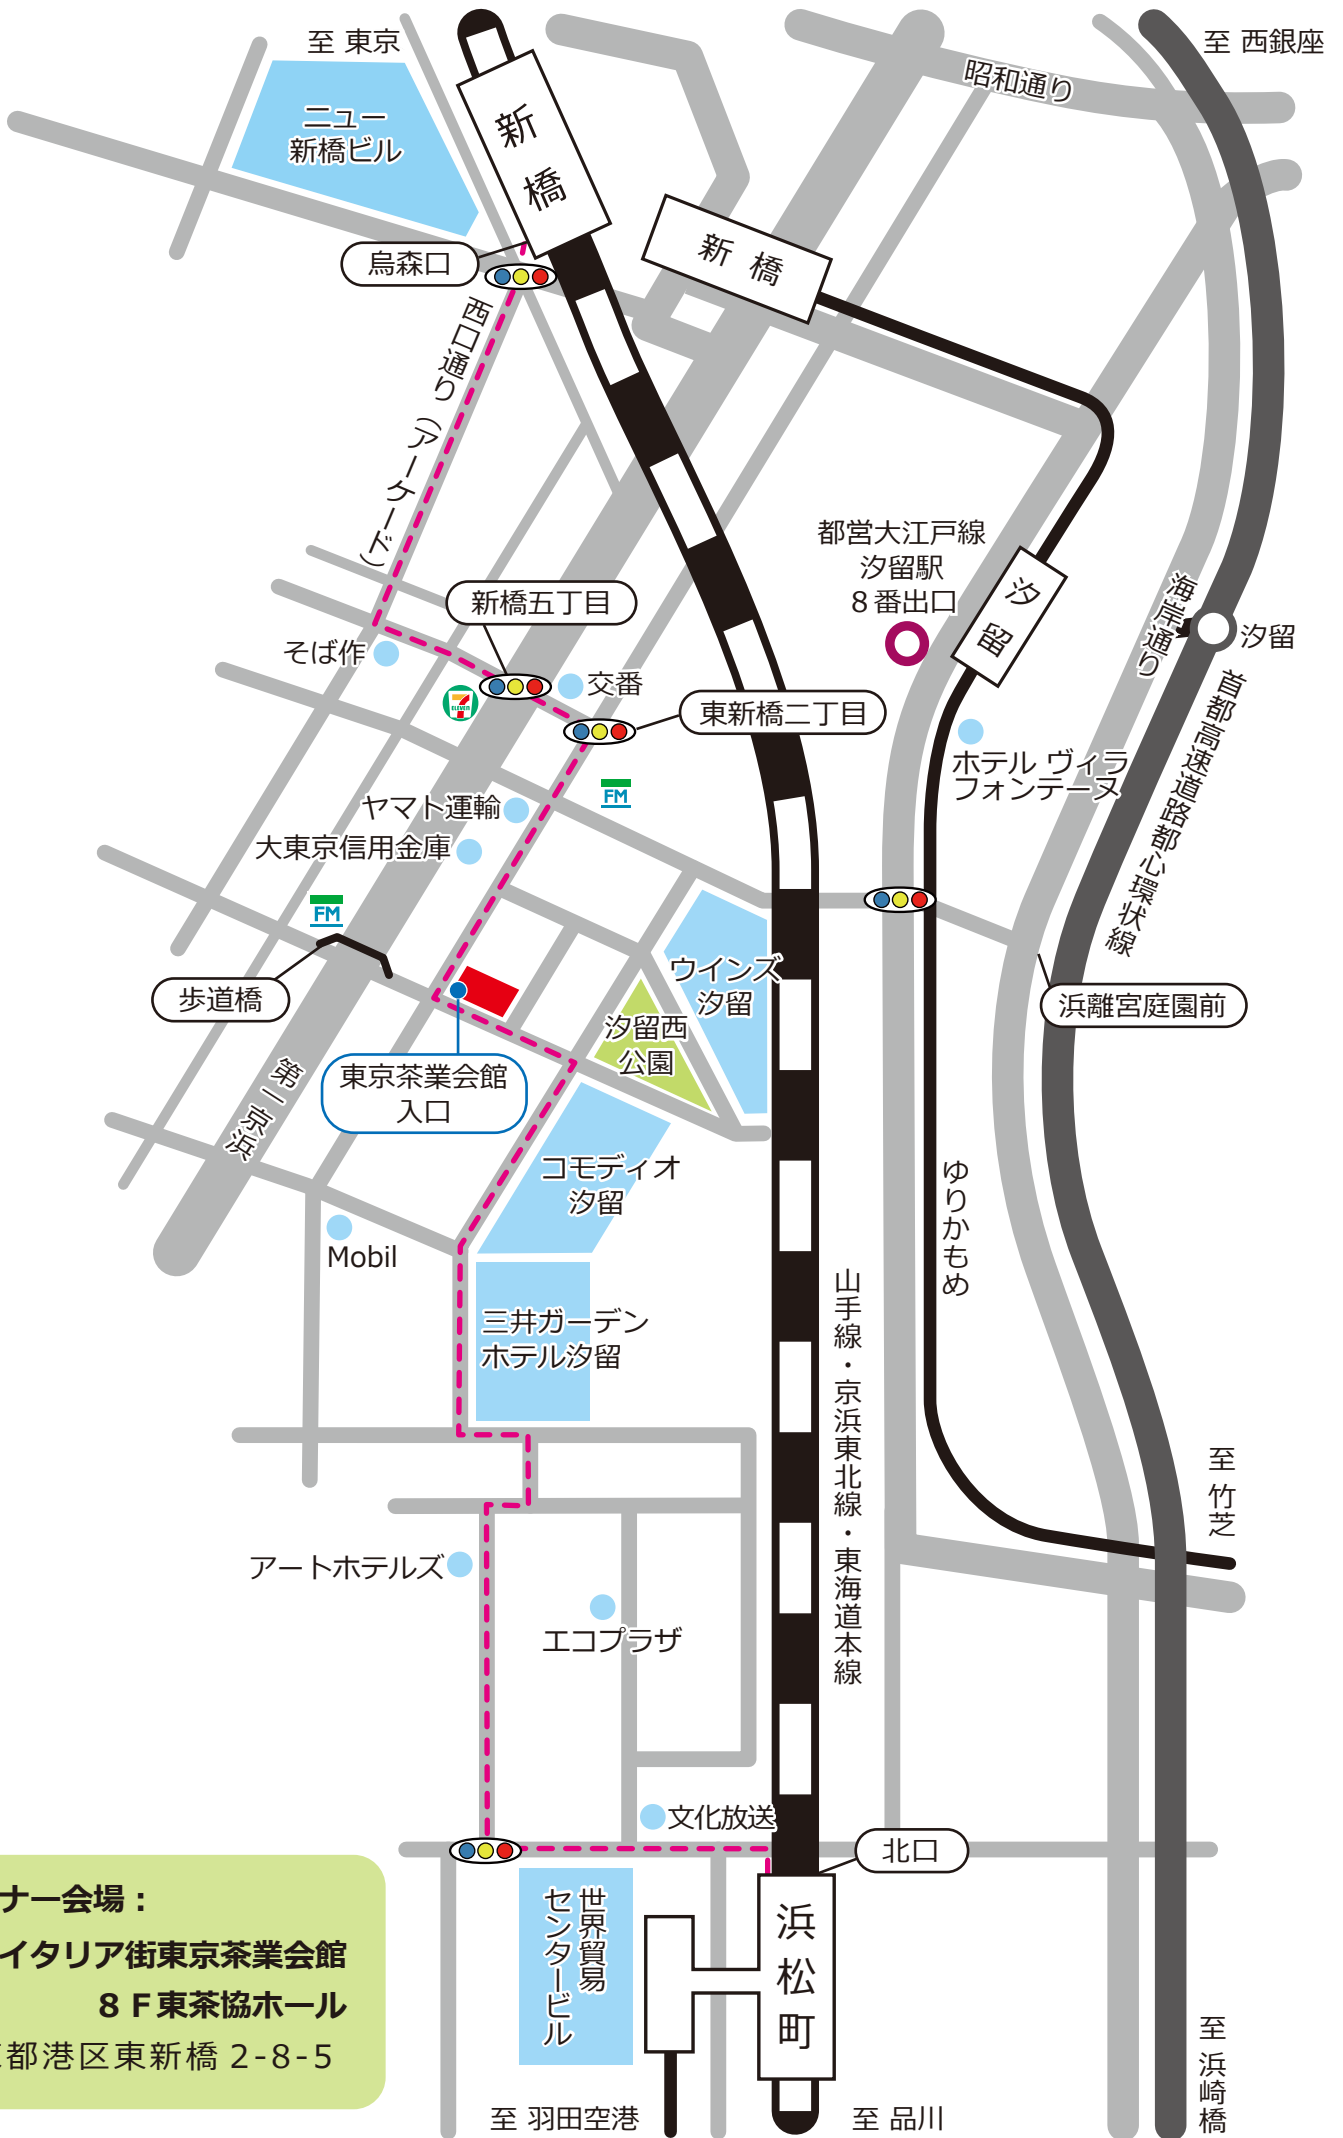 至 東京
至 西銀座
昭和通り
ニュー
新橋ビル
新橋
新橋
烏森口
西口通り（アーケード）
都営大江戸線
汐留駅
８番出口
汐留
海岸通り
汐留
新橋五丁目
そば作
交番
7
ELEVEN
東新橋二丁目
首都高速道路都心環状線
ホテル ヴィラ
フォンテーヌ
FM
ヤマト運輸
大東京信用金庫
FM
歩道橋
ウインズ
汐留
浜離宮庭園前
汐留西
公園
東京茶業会館
入口
第一京浜
コモディオ
汐留
ゆりかもめ
Mobil
山手線・京浜東北線・東海道本線
三井ガーデン
ホテル汐留
至 竹芝
アートホテルズ
エコプラザ
文化放送
北口
世界貿易
センタービル
浜松町
ナー会場：
イタリア街東京茶業会館
８Ｆ東茶協ホール
都港区東新橋 2-8-5
至 羽田空港
至 品川
至 浜崎橋